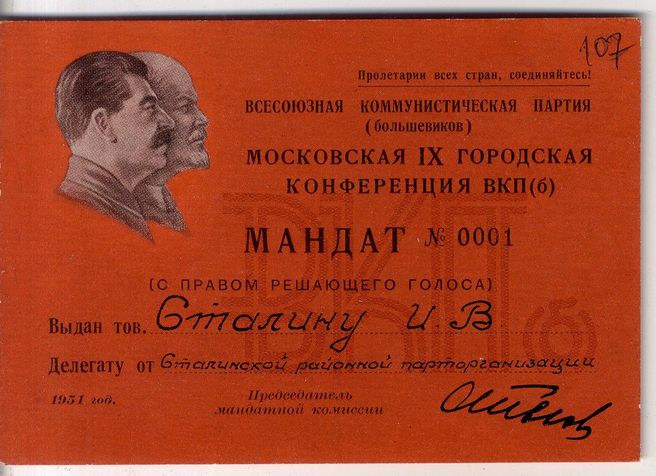 107
Пролетарии всех стран, соединяйтесь!
ВСЕСОЮЗНАЯ КОММУНИСТИЧЕСКАЯ ПАРТИЯ
(большевиков)
МОСКОВСКАЯ IX ГОРОДСКАЯ
КОНФЕРЕНЦИЯ ВКП(б)
МАНДАТ № 0001
(С ПРАВОМ РЕШАЮЩЕГО ГОЛОСА)
ВКП(б)
Выдан тов. Сталину И.В
Делегату от Сталинской районной парторганизации
1951 год.
Председатель
мандатной комиссии